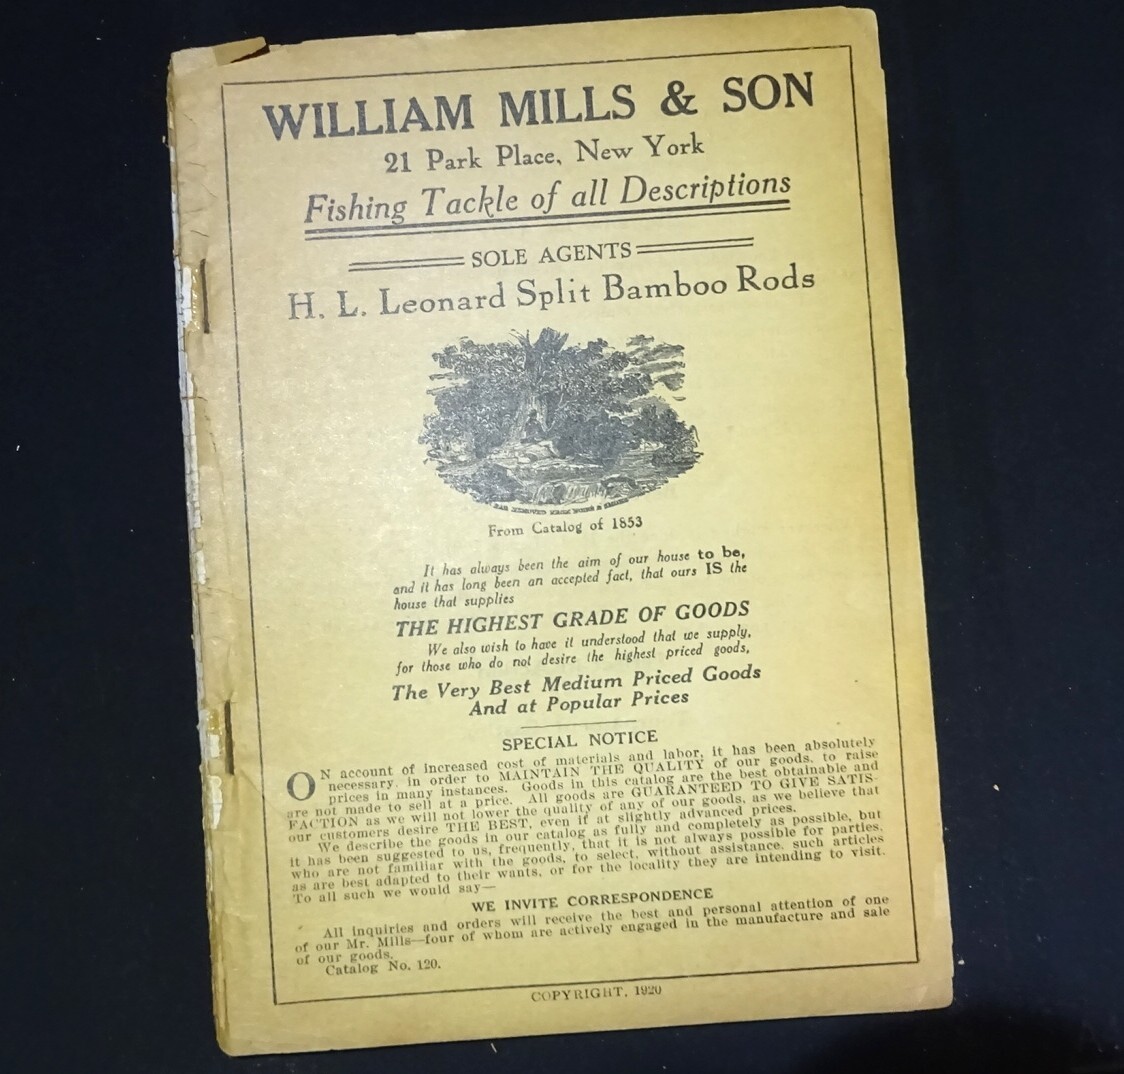 WILLIAM MILLS & SON
21 Park Place, New York
Fishing Tackle of all Descriptions
SOLE AGENTS
H. L. Leonard Split Bamboo Rods
From Catalog of 1853
It has always been the aim of our house to be,
and it has long been an accepted fact, that ours IS the
house that supplies
THE HIGHEST GRADE OF GOODS
We also wish to have it understood that we supply,
for those who do not desire the highest priced goods,
The Very Best Medium Priced Goods
And at Popular Prices
SPECIAL NOTICE
ON account of increased cost of materials and labor, it has been absolutely
necessary, in order to MAINTAIN THE QUALITY of our goods, to raise
prices in many instances. Goods in this catalog are the best obtainable and
are not made to sell at a price. All goods are GUARANTEED TO GIVE SATIS-
FACTION as we will not lower the quality of any of our goods, as we believe that
our customers desire THE BEST, even if at slightly advanced prices.
We describe the goods in our catalog as fully and completely as possible, but
it has been suggested to us, frequently, that it is not always possible for parties,
who are not familiar with the goods, to select, without assistance, such articles
as are best adapted to their wants, or for the locality they are intending to visit.
To all such we would say—
WE INVITE CORRESPONDENCE
All inquiries and orders will receive the best and personal attention of one
of our Mr. Mills—four of whom are actively engaged in the manufacture and sale
of our goods.
Catalog No. 120.
COPYRIGHT, 1920